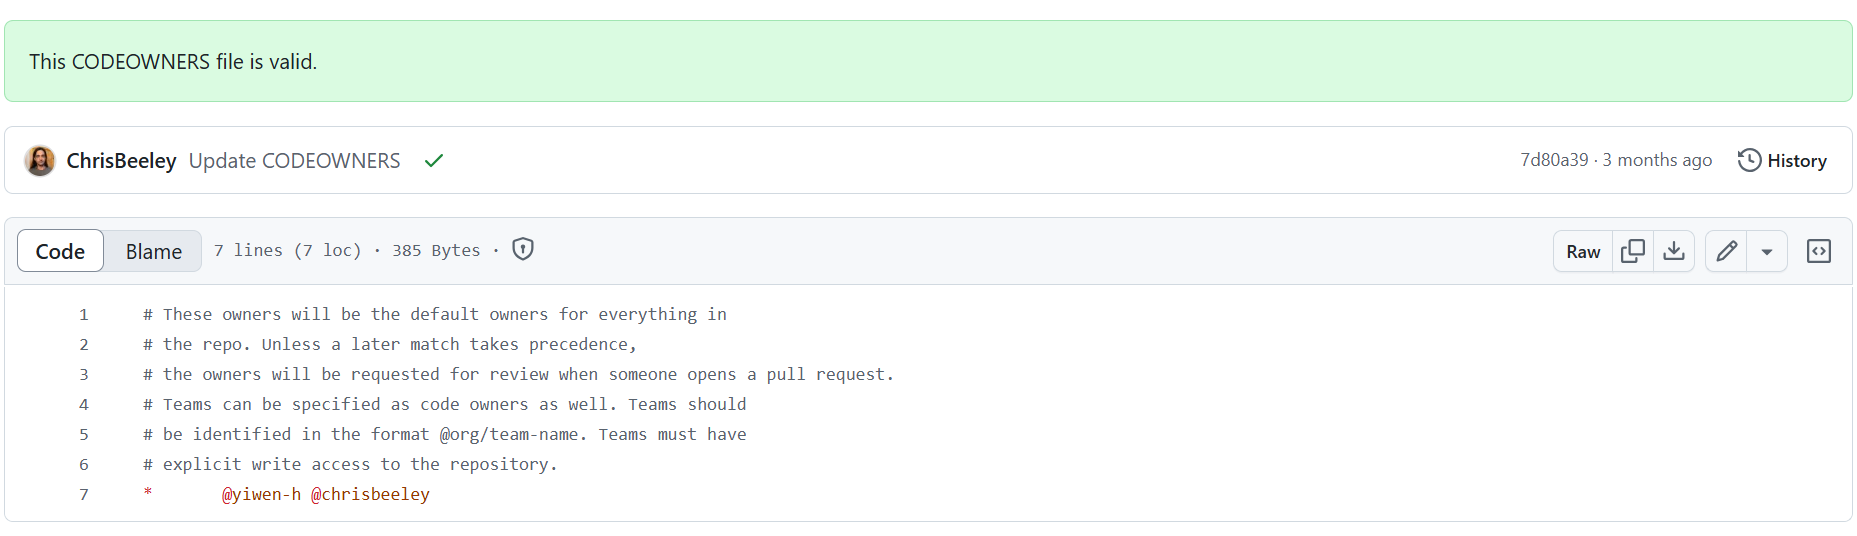 This CODEOWNERS file is valid.
ChrisBeeley Update CODEOWNERS 7d80a39 · 3 months ago History
Code Blame 7 lines (7 loc) · 385 Bytes · Raw
1 # These owners will be the default owners for everything in
2 # the repo. Unless a later match takes precedence,
3 # the owners will be requested for review when someone opens a pull request.
4 # Teams can be specified as code owners as well. Teams should
5 # be identified in the format @org/team-name. Teams must have
6 # explicit write access to the repository.
7 *       @yiwen-h @chrisbeeley